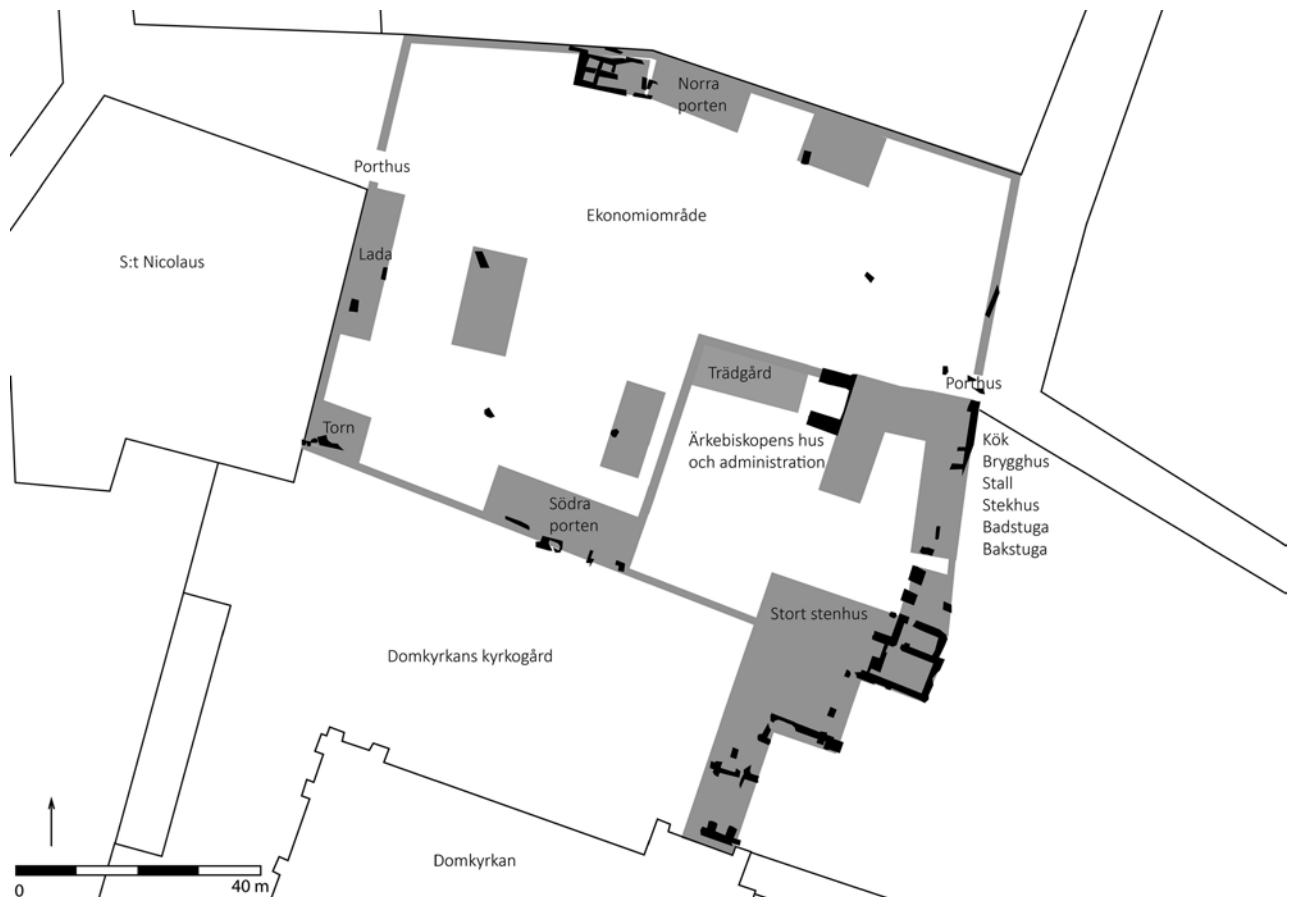 Norra
porten
Porthus
Ekonomiområde
Lada
S:t Nicolaus
Trädgård
Porthus
Torn
Ärkebiskopens hus
och administration
Kök
Brygghus
Stall
Stekhus
Badstuga
Bakstuga
Södra
porten
Stort stenhus
Domkyrkans kyrkogård
Domkyrkan
0
40 m